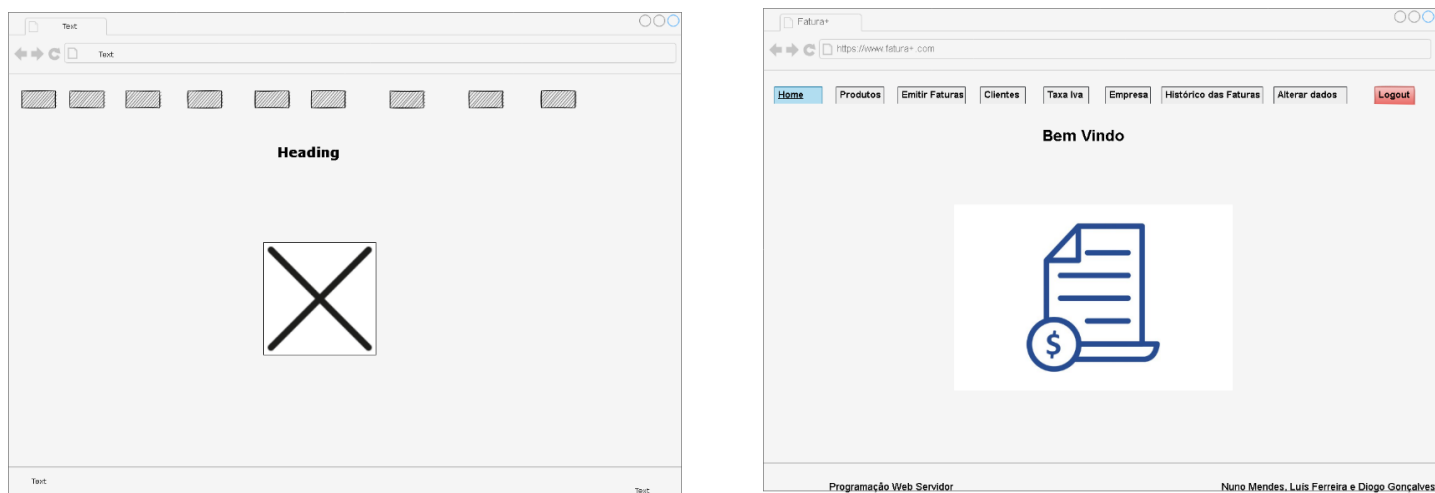 Text
Text
Heading
Text
Text
Fatura+
https://www.fatura+.com
Home Produtos Emitir Faturas Clientes Taxa Iva Empresa Histórico das Faturas Alterar dados Logout
Bem Vindo
$
Programação Web Servidor Nuno Mendes, Luís Ferreira e Diogo Gonçalves